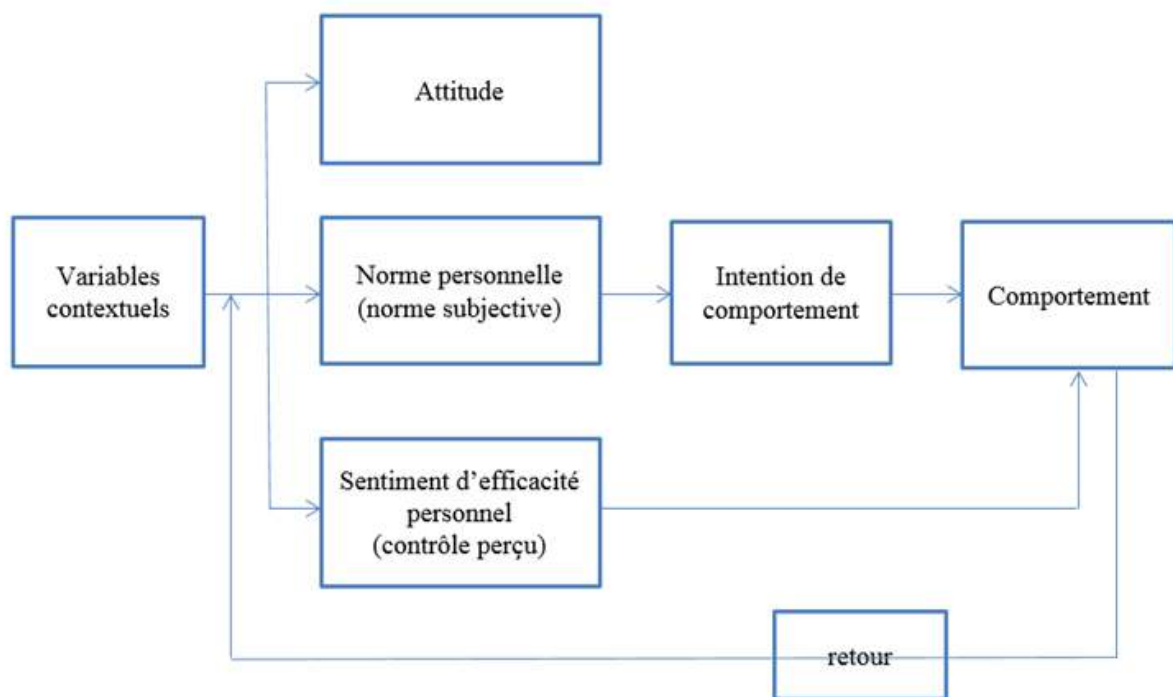 Attitude
Variables
contextuels
Norme personnelle
(norme subjective)
Intention de
comportement
Comportement
Sentiment d’efficacité
personnel
(contrôle perçu)
retour